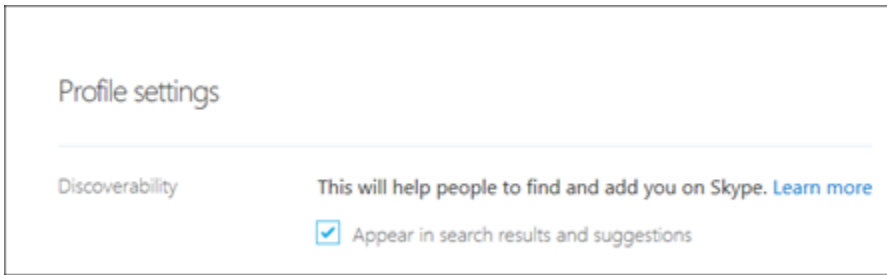 Profile settings
Discoverability
This will help people to find and add you on Skype. Learn more
Appear in search results and suggestions